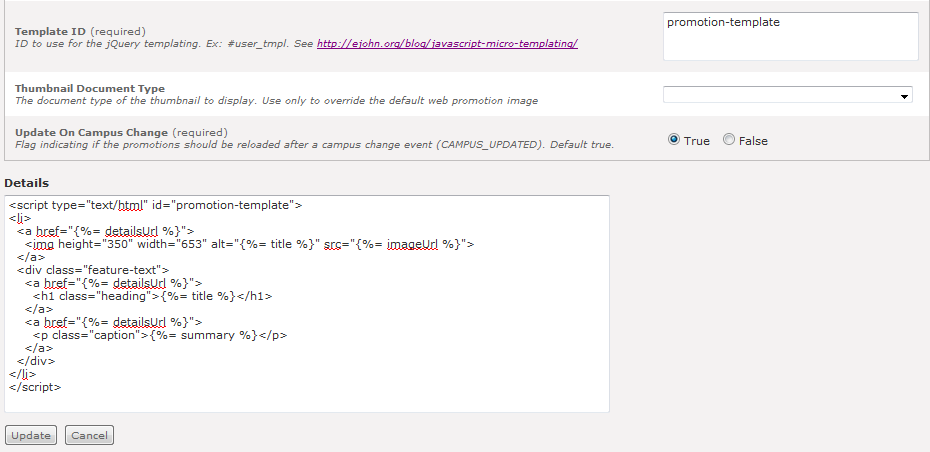 Template ID (required)
ID to use for the jQuery templating. Ex: #user_tmpl. See http://ejohn.org/blog/javascript-micro-templating/
promotion-template
Thumbnail Document Type
The document type of the thumbnail to display. Use only to override the default web promotion image
Update On Campus Change (required)
Flag indicating if the promotions should be reloaded after a campus change event (CAMPUS_UPDATED). Default true.
True False
Details
<script type="text/html" id="promotion-template">
<li>
  <a href="{%= detailsUrl %}">
    <img height="350" width="653" alt="{%= title %}" src="{%= imageUrl %}">
  </a>
  <div class="feature-text">
    <a href="{%= detailsUrl %}">
      <h1 class="heading">{%= title %}</h1>
    </a>
    <a href="{%= detailsUrl %}">
      <p class="caption">{%= summary %}</p>
    </a>
  </div>
</li>
</script>
Update Cancel